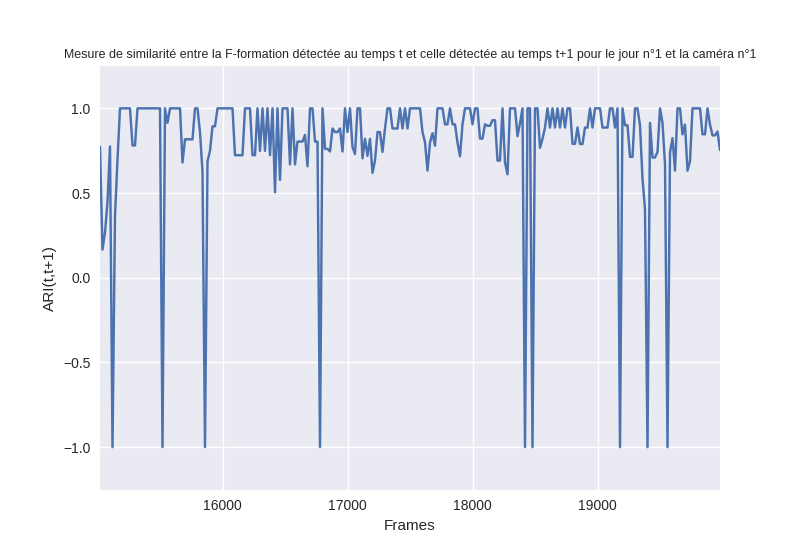 Mesure de similarité entre la F-formation détectée au temps t et celle détectée au temps t+1 pour le jour n°1 et la caméra n°1
1.0
0.5
0.0
−0.5
−1.0
ARI(t,t+1)
16000 17000 18000 19000
Frames